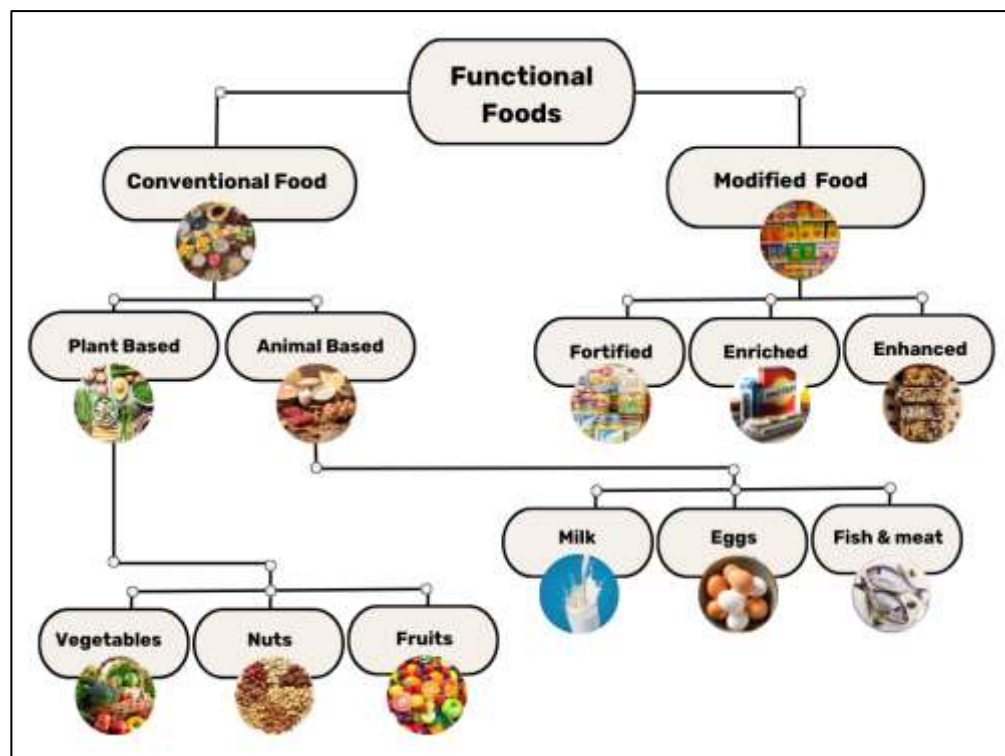 Functional
Foods
Conventional Food
Modified Food
Plant Based
Animal Based
Fortified
Enriched
Enhanced
Milk
Eggs
Fish & meat
Vegetables
Nuts
Fruits